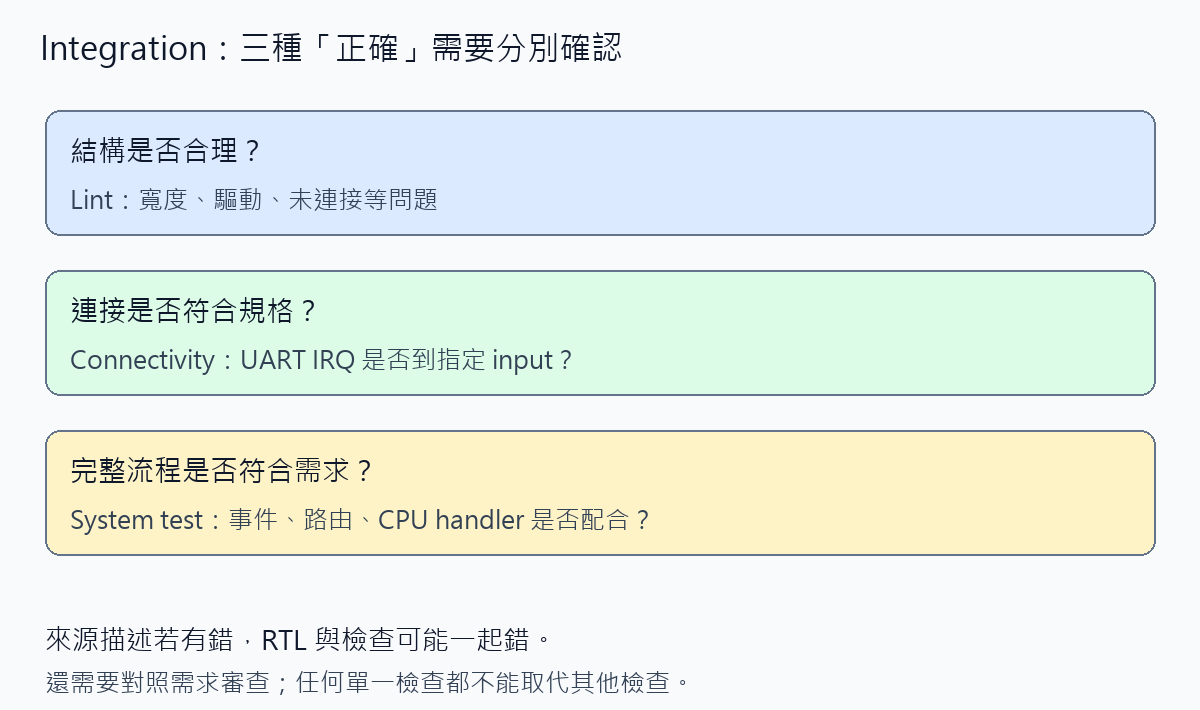 Integration：三種「正確」需要分別確認
結構是否合理？
Lint：寬度、驅動、未連接等問題
連接是否符合規格？
Connectivity：UART IRQ 是否到指定 input？
完整流程是否符合需求？
System test：事件、路由、CPU handler 是否配合？
來源描述若有錯，RTL 與檢查可能一起錯。
還需要對照需求審查；任何單一檢查都不能取代其他檢查。